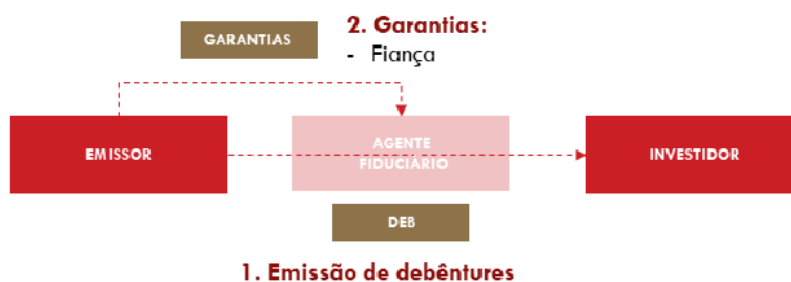 GARANTIAS
2. Garantias:
- Fiança
EMISSOR
AGENTE
FIDUCIÁRIO
INVESTIDOR
DEB
1. Emissão de debêntures